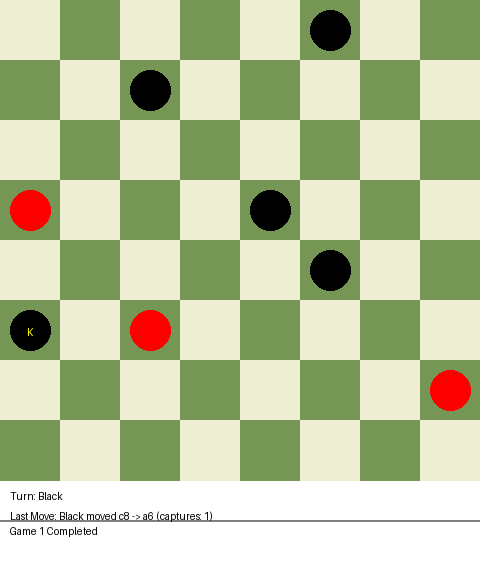 K
Turn: Black
Last Move: Black moved c8 -> a6 (captures: 1)
Game 1 Completed